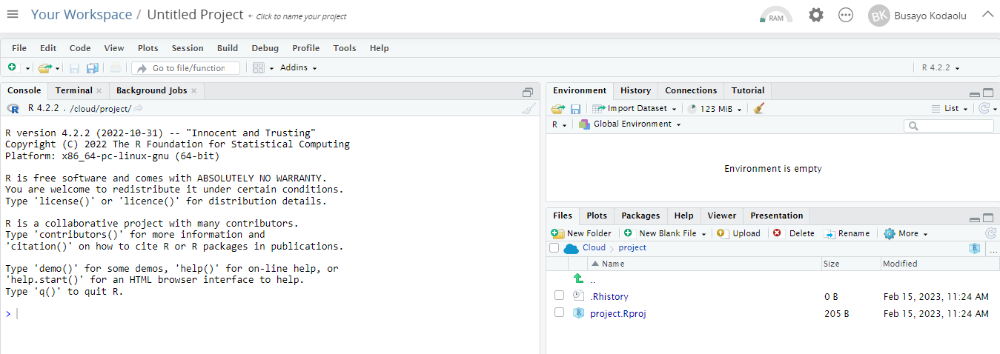 Your Workspace / Untitled Project ← Click to name your project
RAM
BK Busayo Kodaolu
File Edit Code View Plots Session Build Debug Profile Tools Help
Go to file/function Addins R 4.2.2
Console Terminal × Background Jobs ×
R 4.2.2 . /cloud/project/
R version 4.2.2 (2022-10-31) -- "Innocent and Trusting"
Copyright (C) 2022 The R Foundation for Statistical Computing
Platform: x86_64-pc-linux-gnu (64-bit)
R is free software and comes with ABSOLUTELY NO WARRANTY.
You are welcome to redistribute it under certain conditions.
Type 'license()' or 'licence()' for distribution details.
R is a collaborative project with many contributors.
Type 'contributors()' for more information and
'citation()' on how to cite R or R packages in publications.
Type 'demo()' for some demos, 'help()' for on-line help, or
'help.start()' for an HTML browser interface to help.
Type 'q()' to quit R.
>
Environment History Connections Tutorial
Import Dataset 123 MiB List
R Global Environment
Environment is empty
Files Plots Packages Help Viewer Presentation
New Folder New Blank File Upload Delete Rename More
Cloud > project R ...
Name Size Modified
..
.Rhistory 0 B Feb 15, 2023, 11:24 AM
project.Rproj 205 B Feb 15, 2023, 11:24 AM